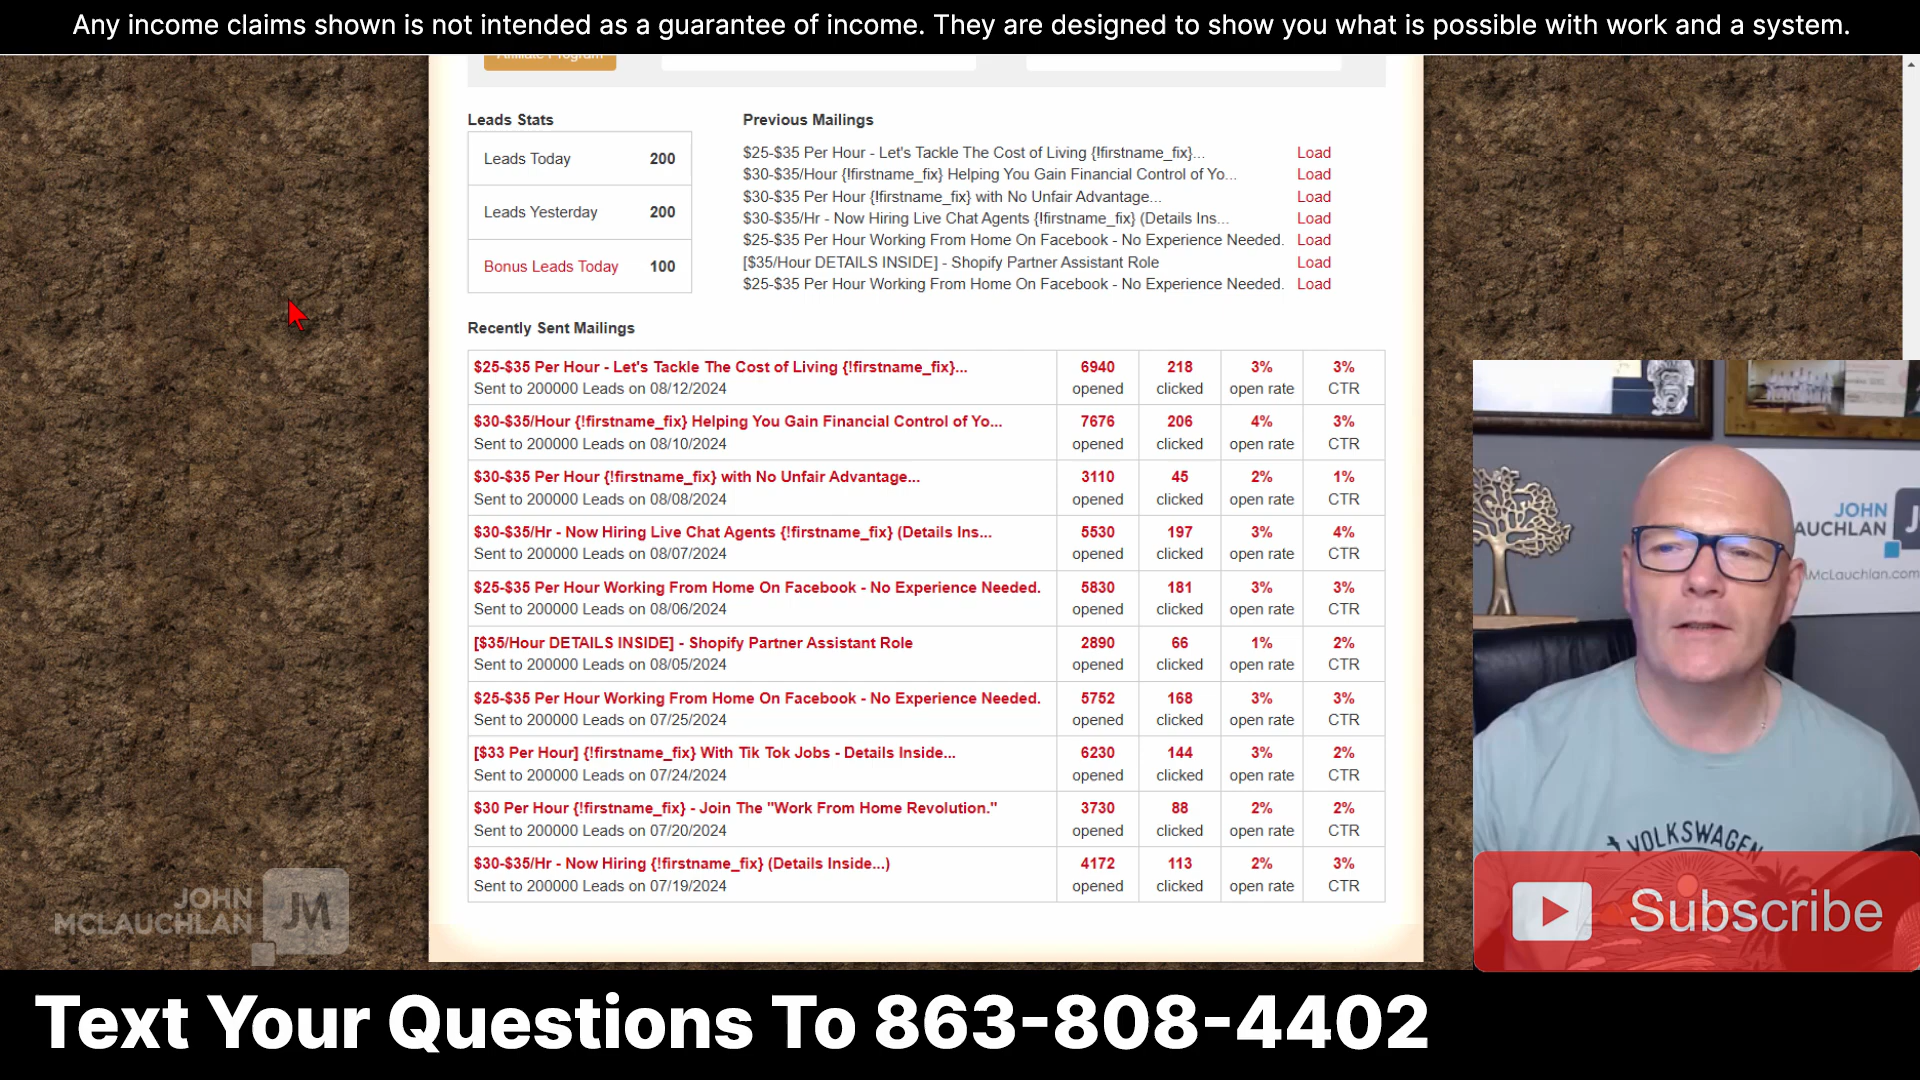 Any income claims shown is not intended as a guarantee of income. They are designed to show you what is possible with work and a system.
Affiliate Program
Leads Stats
Leads Today 200
Leads Yesterday 200
Bonus Leads Today 100
Previous Mailings
$25-$35 Per Hour - Let's Tackle The Cost of Living {!firstname_fix}... Load
$30-$35/Hour {!firstname_fix} Helping You Gain Financial Control of Yo... Load
$30-$35 Per Hour {!firstname_fix} with No Unfair Advantage... Load
$30-$35/Hr - Now Hiring Live Chat Agents {!firstname_fix} (Details Ins... Load
$25-$35 Per Hour Working From Home On Facebook - No Experience Needed. Load
[$35/Hour DETAILS INSIDE] - Shopify Partner Assistant Role Load
$25-$35 Per Hour Working From Home On Facebook - No Experience Needed. Load
Recently Sent Mailings
$25-$35 Per Hour - Let's Tackle The Cost of Living {!firstname_fix}... 6940 218 3% 3%
Sent to 200000 Leads on 08/12/2024 opened clicked open rate CTR
$30-$35/Hour {!firstname_fix} Helping You Gain Financial Control of Yo... 7676 206 4% 3%
Sent to 200000 Leads on 08/10/2024 opened clicked open rate CTR
$30-$35 Per Hour {!firstname_fix} with No Unfair Advantage... 3110 45 2% 1%
Sent to 200000 Leads on 08/08/2024 opened clicked open rate CTR
$30-$35/Hr - Now Hiring Live Chat Agents {!firstname_fix} (Details Ins... 5530 197 3% 4%
Sent to 200000 Leads on 08/07/2024 opened clicked open rate CTR
$25-$35 Per Hour Working From Home On Facebook - No Experience Needed. 5830 181 3% 3%
Sent to 200000 Leads on 08/06/2024 opened clicked open rate CTR
[$35/Hour DETAILS INSIDE] - Shopify Partner Assistant Role 2890 66 1% 2%
Sent to 200000 Leads on 08/05/2024 opened clicked open rate CTR
$25-$35 Per Hour Working From Home On Facebook - No Experience Needed. 5752 168 3% 3%
Sent to 200000 Leads on 07/25/2024 opened clicked open rate CTR
[$33 Per Hour] {!firstname_fix} With Tik Tok Jobs - Details Inside... 6230 144 3% 2%
Sent to 200000 Leads on 07/24/2024 opened clicked open rate CTR
$30 Per Hour {!firstname_fix} - Join The "Work From Home Revolution." 3730 88 2% 2%
Sent to 200000 Leads on 07/20/2024 opened clicked open rate CTR
$30-$35/Hr - Now Hiring {!firstname_fix} (Details Inside...) 4172 113 2% 3%
Sent to 200000 Leads on 07/19/2024 opened clicked open rate CTR
JOHN
AUCHLAN
McLauchlan.com
VOLKSWAGEN
JOHN
MCLAUCHLAN JM
Subscribe
Text Your Questions To 863-808-4402